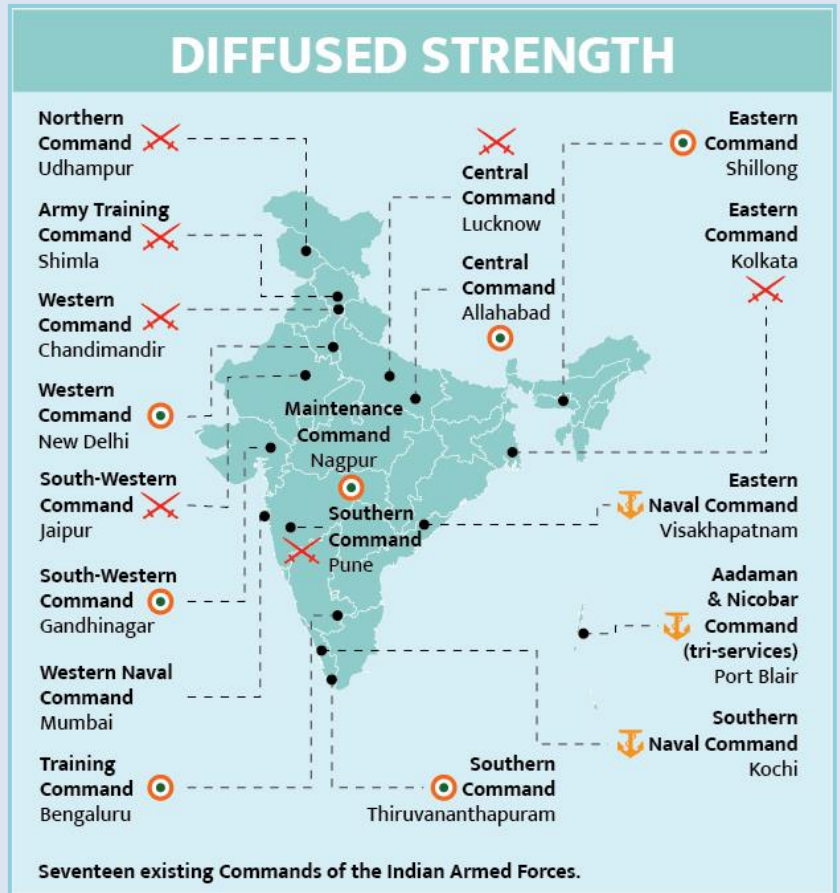 DIFFUSED STRENGTH
Northern
Command
Udhampur
Army Training
Command
Shimla
Western
Command
Chandimandir
Western
Command
New Delhi
South-Western
Command
Jaipur
South-Western
Command
Gandhinagar
Western Naval
Command
Mumbai
Training
Command
Bengaluru
Central
Command
Lucknow
Central
Command
Allahabad
Maintenance
Command
Nagpur
Southern
Command
Pune
Southern
Command
Thiruvananthapuram
Eastern
Command
Shillong
Eastern
Command
Kolkata
Eastern
Naval Command
Visakhapatnam
Aadaman
& Nicobar
Command
(tri-services)
Port Blair
Southern
Naval Command
Kochi
Seventeen existing Commands of the Indian Armed Forces.